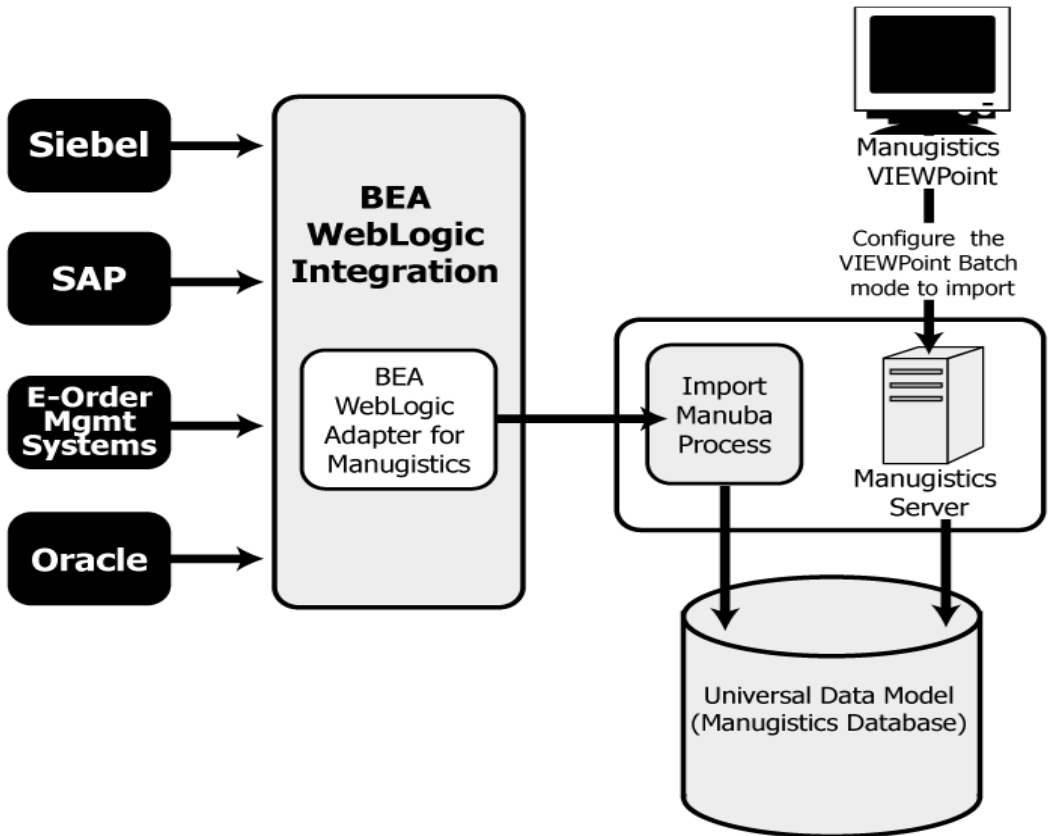 Siebel
SAP
E-Order
Mgmt
Systems
Oracle
BEA
WebLogic
Integration
BEA
WebLogic
Adapter for
Manugistics
Manugistics
VIEWPoint
Configure the
VIEWPoint Batch
mode to import
Import
Manuba
Process
Manugistics
Server
Universal Data Model
(Manugistics Database)